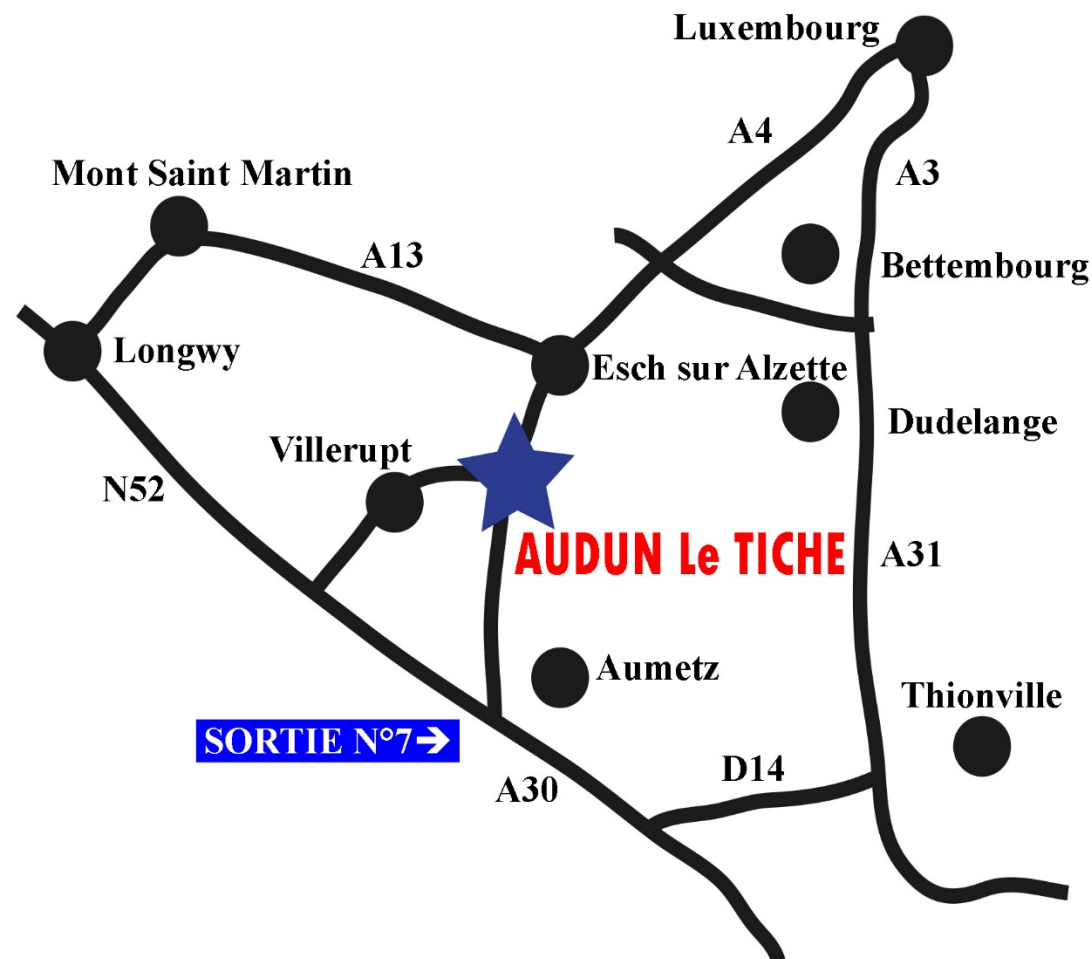 Luxembourg
A4
Mont Saint Martin
A3
A13
Bettembourg
Longwy
Esch sur Alzette
Dudelange
Villerupt
N52
AUDUN Le TICHE
A31
Aumetz
Thionville
SORTIE N°7➔
D14
A30